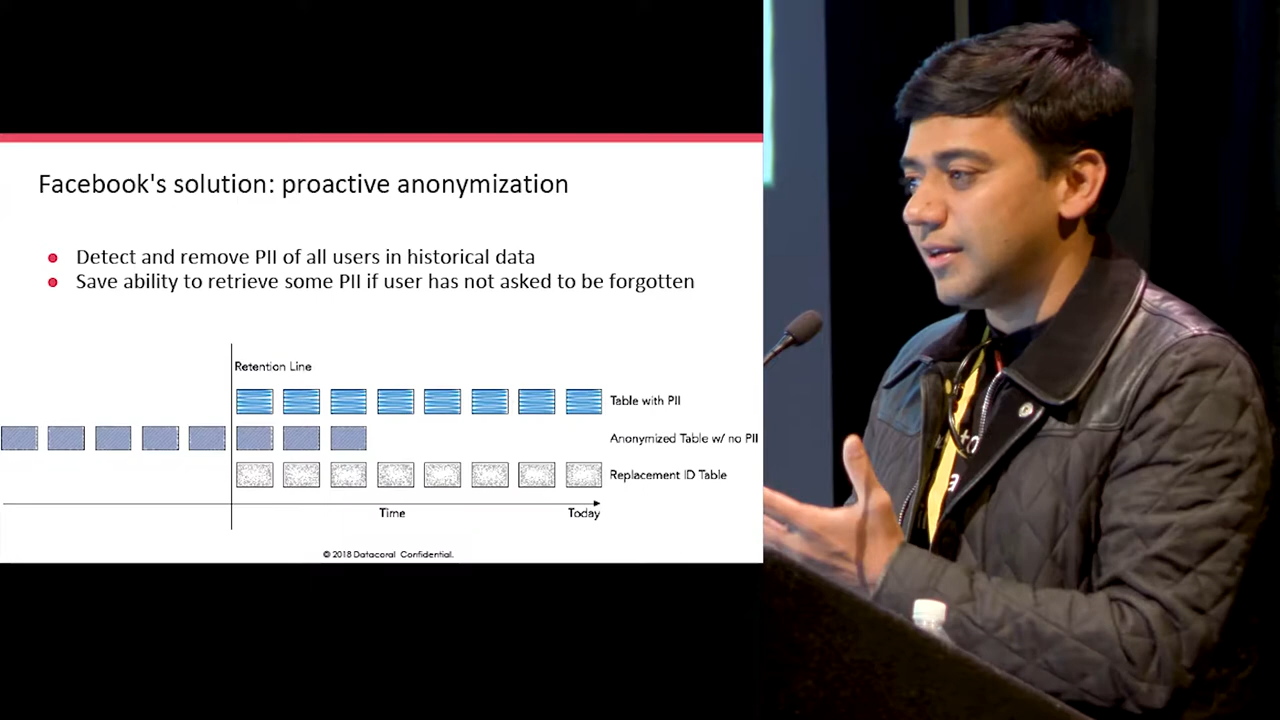 Facebook's solution: proactive anonymization
Detect and remove PII of all users in historical data
Save ability to retrieve some PII if user has not asked to be forgotten
Retention Line
Table with PII
Anonymized Table w/ no PII
Replacement ID Table
Time
Today
© 2018 Datacoral Confidential.